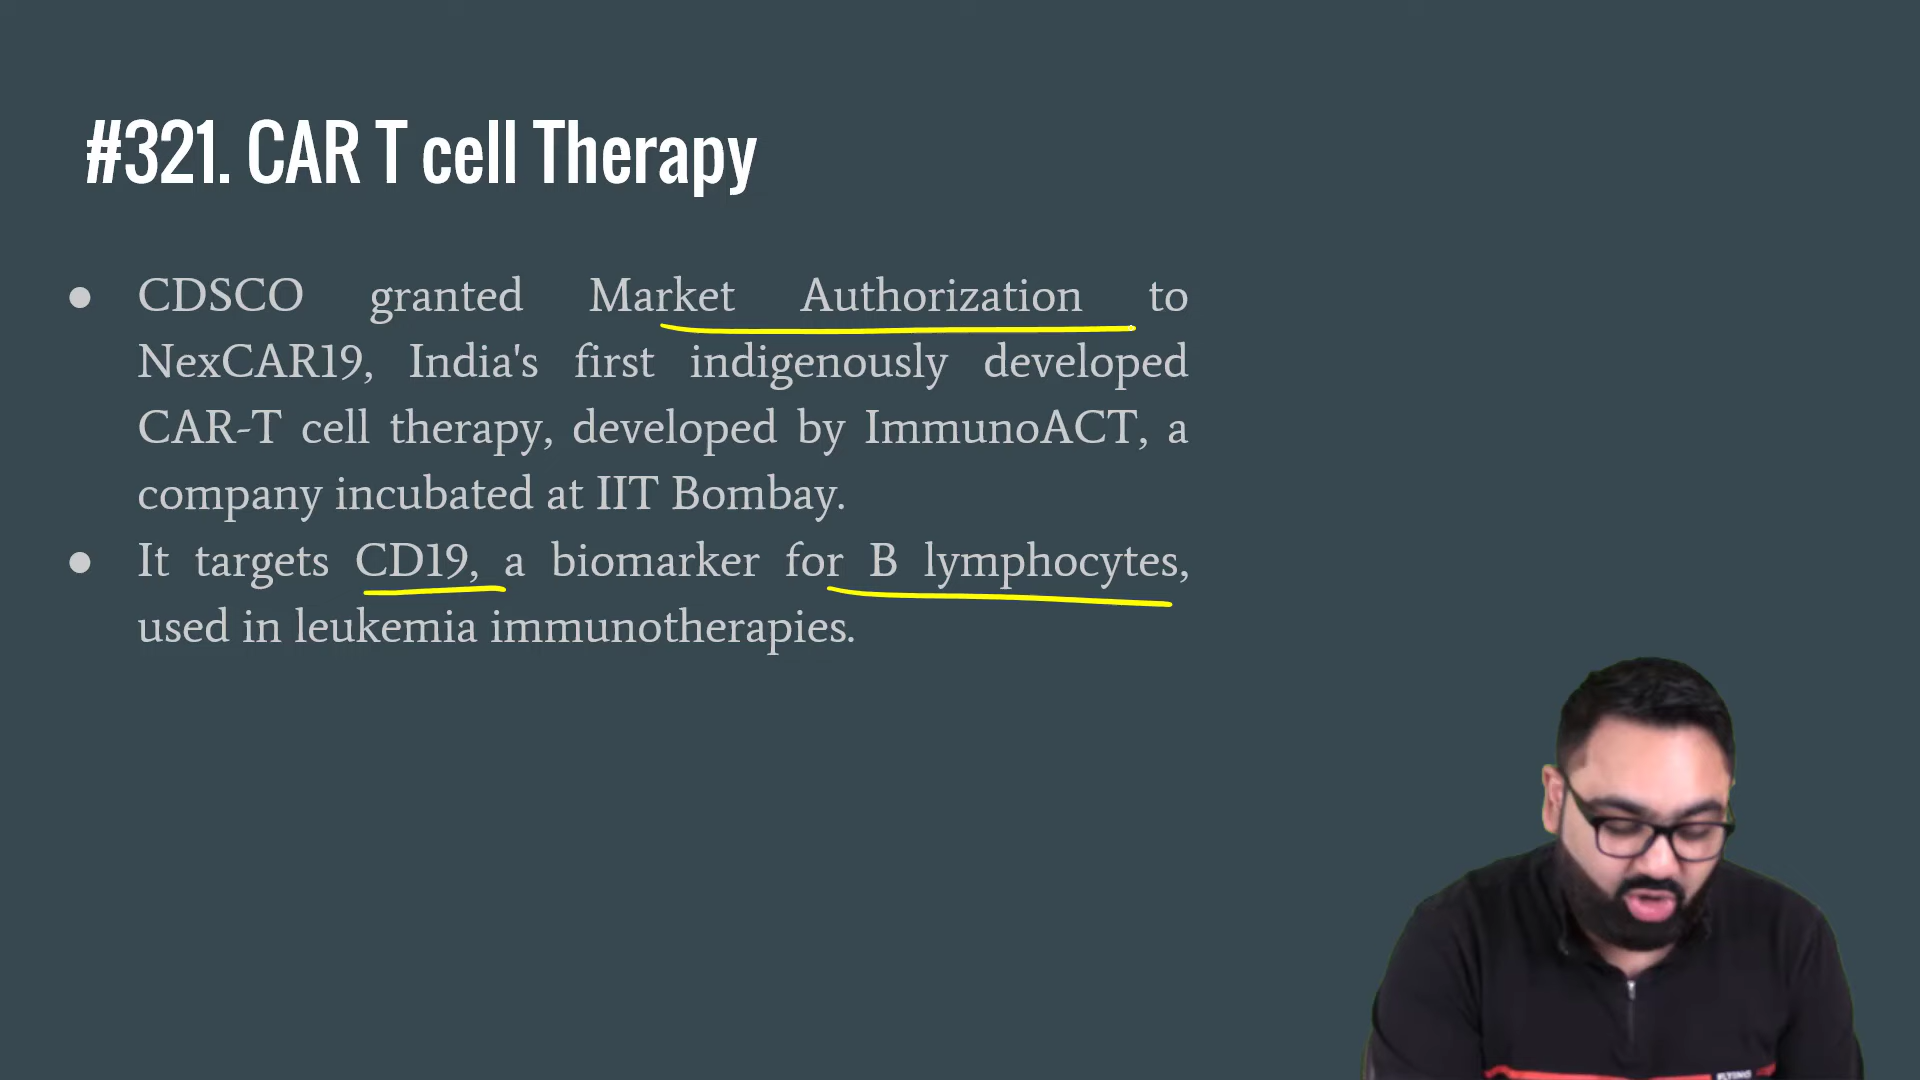 #321. CAR T cell Therapy
● CDSCO granted Market Authorization to
NexCAR19, India's first indigenously developed
CAR-T cell therapy, developed by ImmunoACT, a
company incubated at IIT Bombay.
● It targets CD19, a biomarker for B lymphocytes,
used in leukemia immunotherapies.